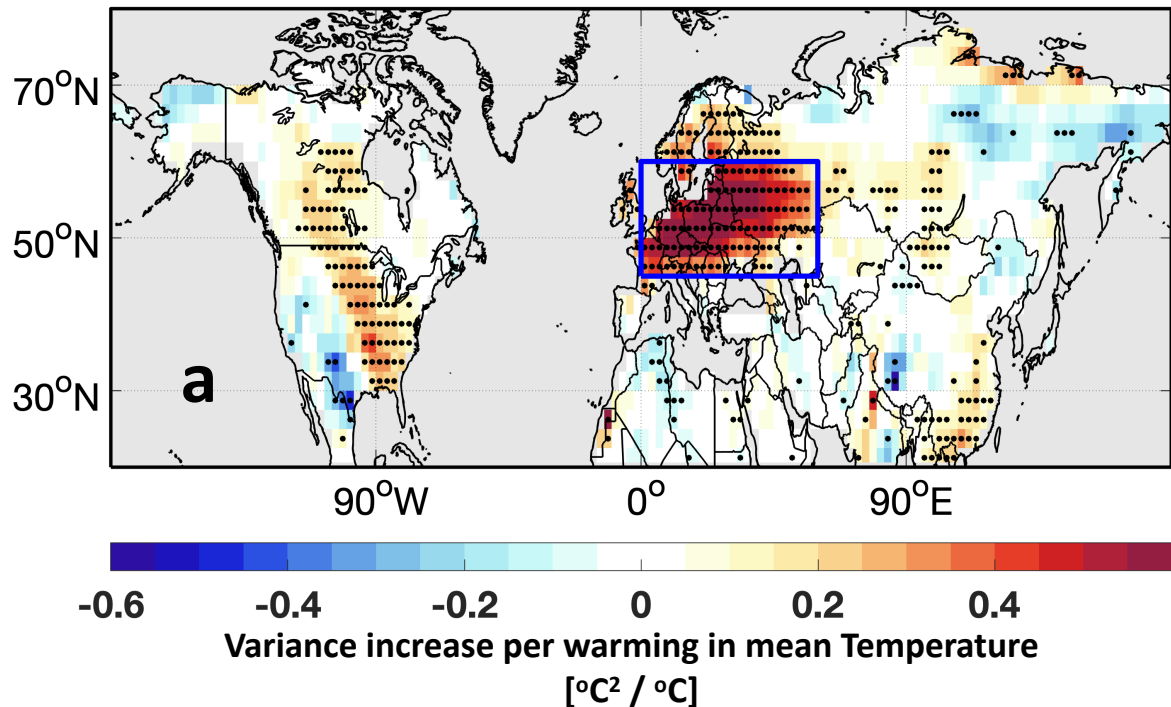 70°N
50°N
30°N
a
90°W 0° 90°E
-0.6 -0.4 -0.2 0 0.2 0.4
Variance increase per warming in mean Temperature
[°C² / °C]